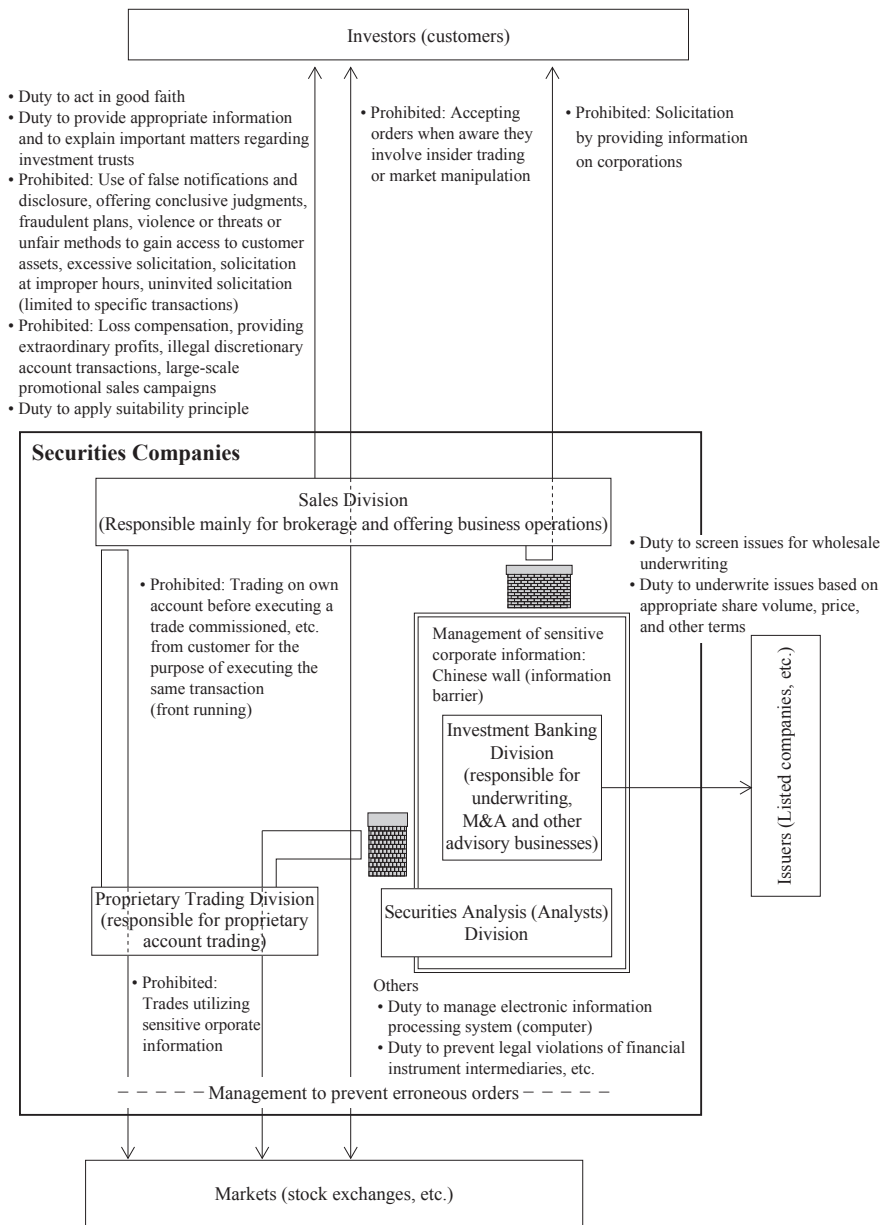 Investors (customers)
• Duty to act in good faith
• Duty to provide appropriate information
and to explain important matters regarding
investment trusts
• Prohibited: Use of false notifications and
disclosure, offering conclusive judgments,
fraudulent plans, violence or threats or
unfair methods to gain access to customer
assets, excessive solicitation, solicitation
at improper hours, uninvited solicitation
(limited to specific transactions)
• Prohibited: Loss compensation, providing
extraordinary profits, illegal discretionary
account transactions, large-scale
promotional sales campaigns
• Duty to apply suitability principle
• Prohibited: Accepting
orders when aware they
involve insider trading
or market manipulation
• Prohibited: Solicitation
by providing information
on corporations
Securities Companies
Sales Division
(Responsible mainly for brokerage and offering business operations)
• Duty to screen issues for wholesale
underwriting
• Duty to underwrite issues based on
appropriate share volume, price,
and other terms
• Prohibited: Trading on own
account before executing a
trade commissioned, etc.
from customer for the
purpose of executing the
same transaction
(front running)
Management of sensitive
corporate information:
Chinese wall (information
barrier)
Investment Banking
Division
(responsible for
underwriting,
M&A and other
advisory businesses)
Issuers (Listed companies, etc.)
Proprietary Trading Division
(responsible for proprietary
account trading)
Securities Analysis (Analysts)
Division
• Prohibited:
Trades utilizing
sensitive orporate
information
Others
• Duty to manage electronic information
processing system (computer)
• Duty to prevent legal violations of financial
instrument intermediaries, etc.
Management to prevent erroneous orders
Markets (stock exchanges, etc.)